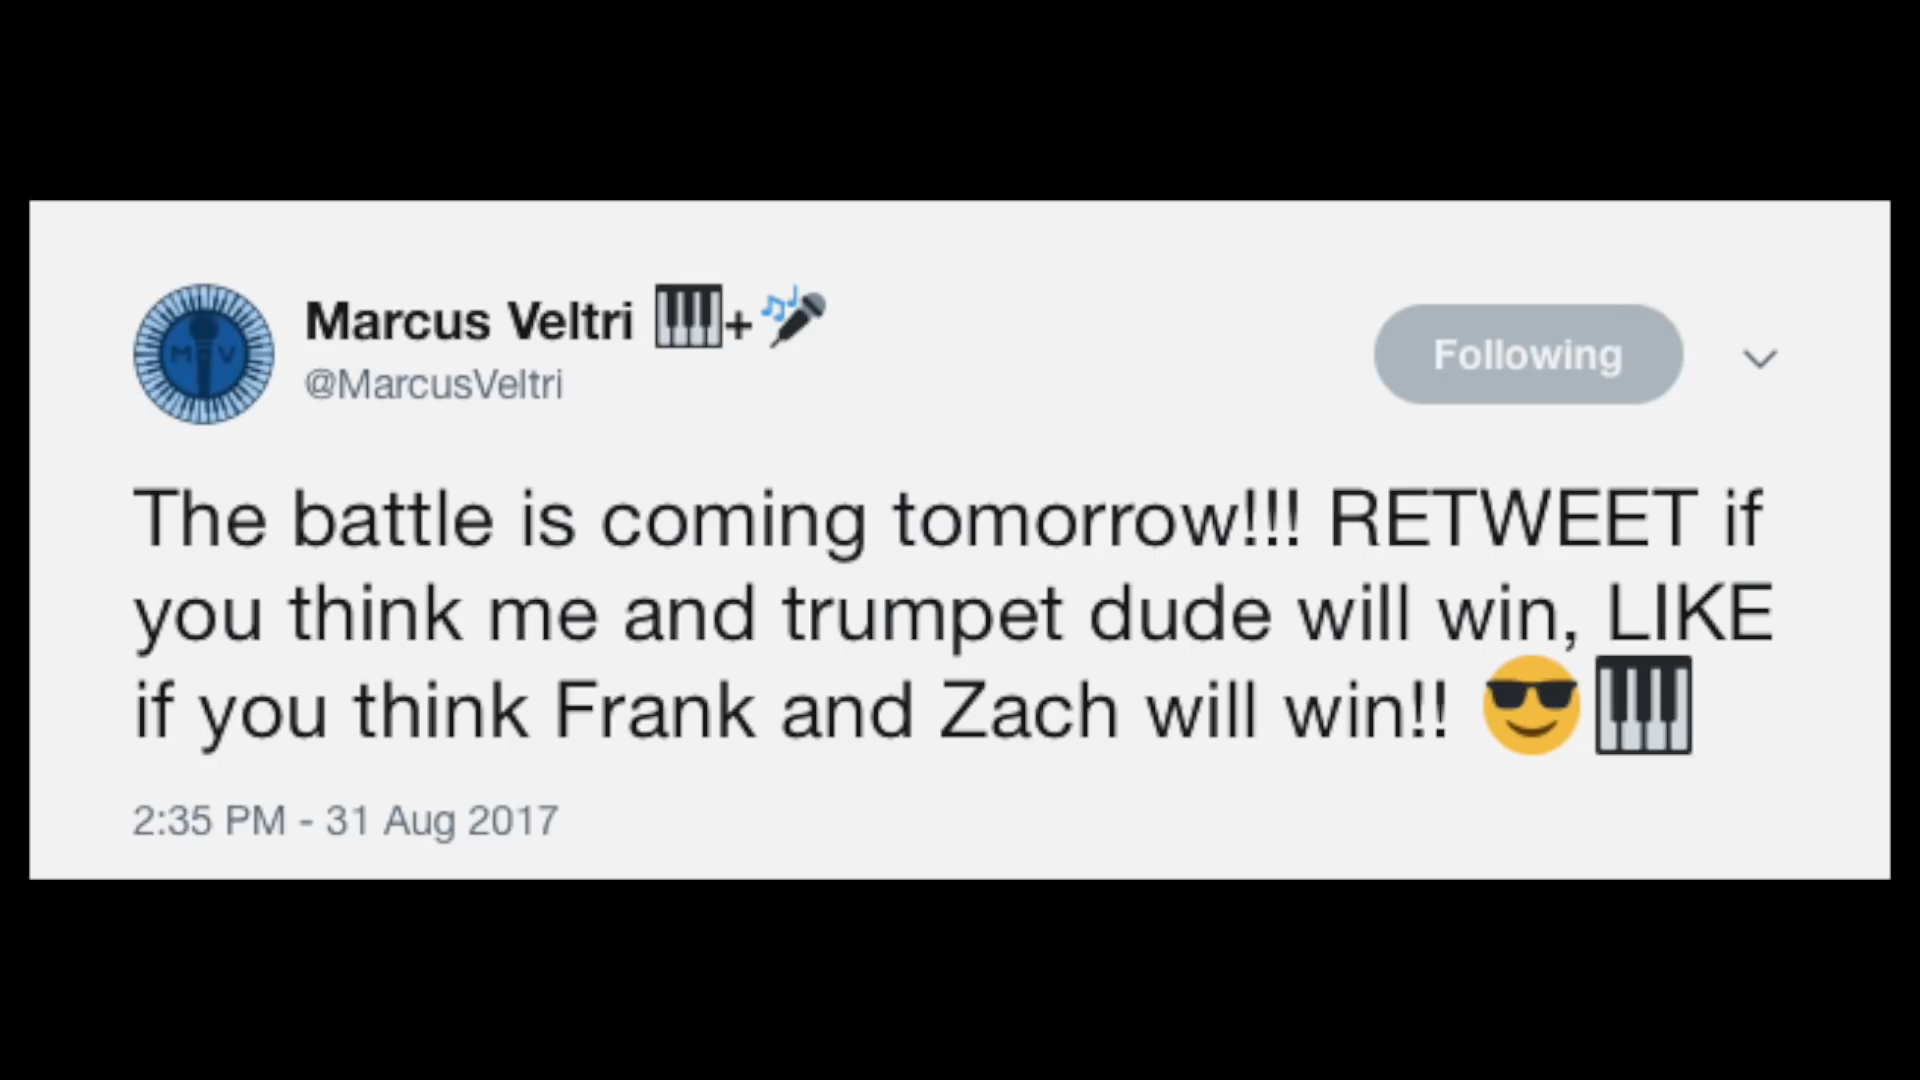 Marcus Veltri 🎹+🎤
@MarcusVeltri
Following
M V
The battle is coming tomorrow!!! RETWEET if
you think me and trumpet dude will win, LIKE
if you think Frank and Zach will win!! 😎🎹
2:35 PM - 31 Aug 2017